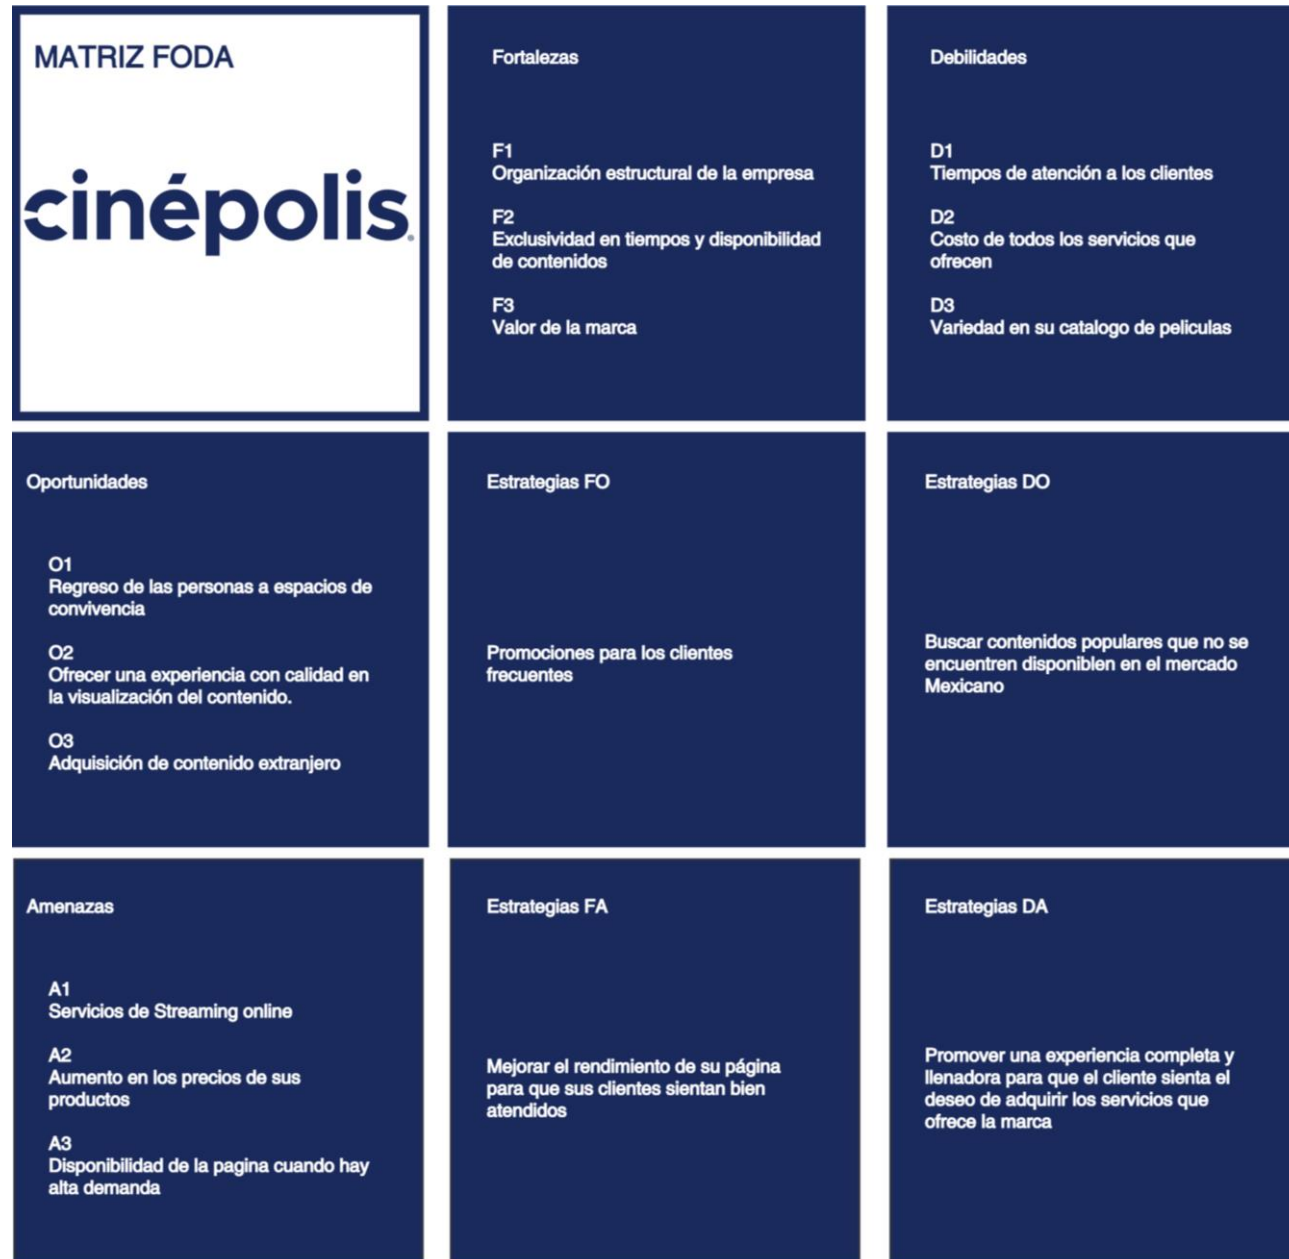 MATRIZ FODA
cinépolis®
Fortalezas
F1
Organización estructural de la empresa
F2
Exclusividad en tiempos y disponibilidad
de contenidos
F3
Valor de la marca
Debilidades
D1
Tiempos de atención a los clientes
D2
Costo de todos los servicios que
ofrecen
D3
Variedad en su catalogo de peliculas
Oportunidades
O1
Regreso de las personas a espacios de
convivencia
O2
Ofrecer una experiencia con calidad en
la visualización del contenido.
O3
Adquisición de contenido extranjero
Estrategias FO
Promociones para los clientes
frecuentes
Estrategias DO
Buscar contenidos populares que no se
encuentren disponiblen en el mercado
Mexicano
Amenazas
A1
Servicios de Streaming online
A2
Aumento en los precios de sus
productos
A3
Disponibilidad de la pagina cuando hay
alta demanda
Estrategias FA
Mejorar el rendimiento de su página
para que sus clientes sientan bien
atendidos
Estrategias DA
Promover una experiencia completa y
llenadora para que el cliente sienta el
deseo de adquirir los servicios que
ofrece la marca